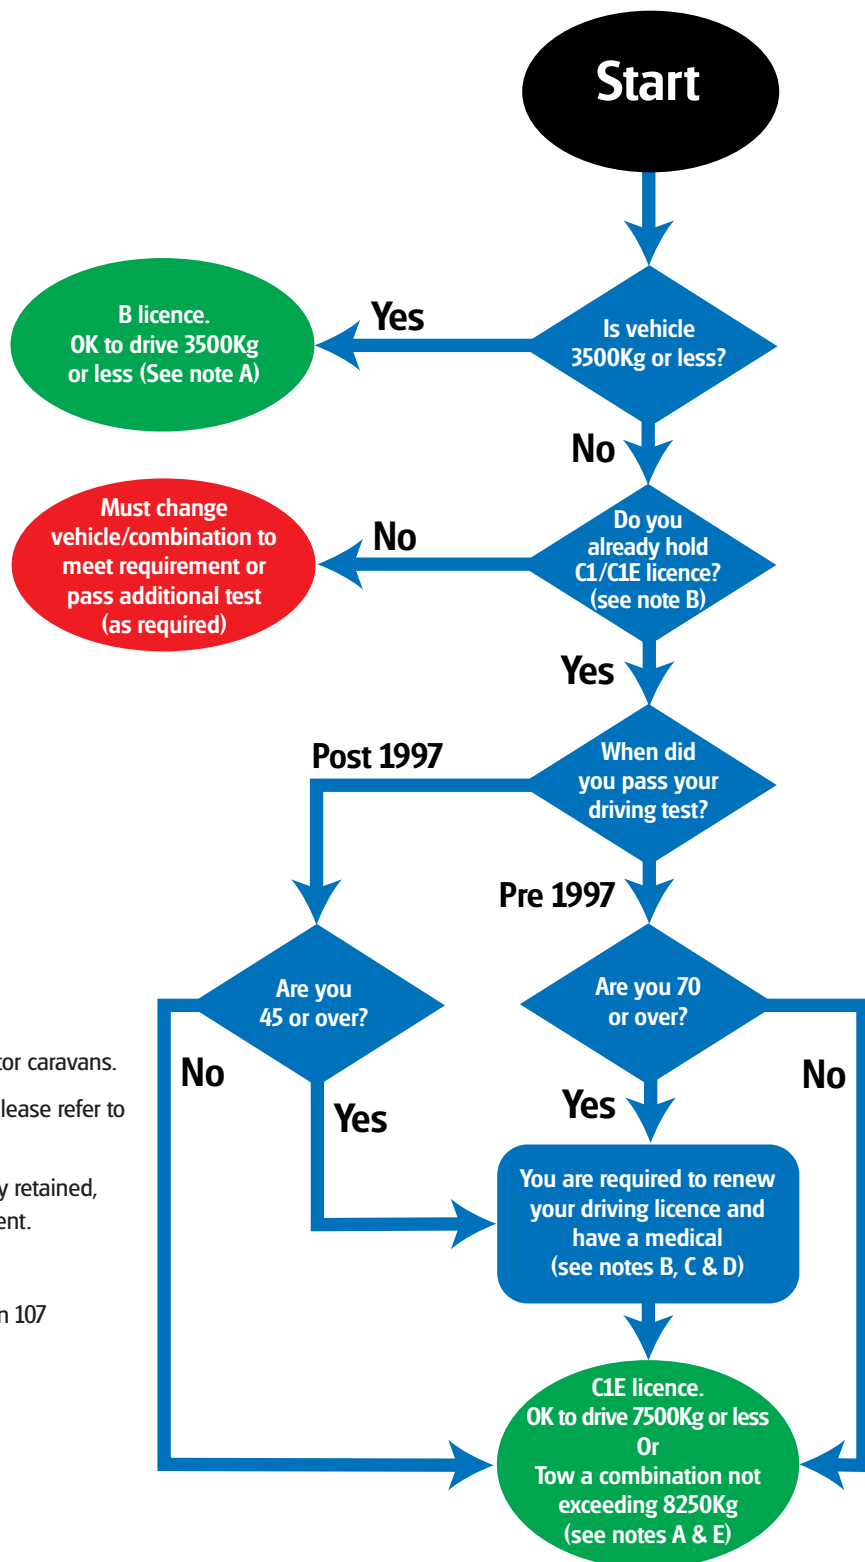 Start
Is vehicle
3500Kg or less?
Yes
B licence.
OK to drive 3500Kg
or less (See note A)
No
Do you
already hold
C1/C1E licence?
(see note B)
No
Must change
vehicle/combination to
meet requirement or
pass additional test
(as required)
Yes
When did
you pass your
driving test?
Post 1997
Pre 1997
Are you
45 or over?
Are you 70
or over?
No
Yes
Yes
No
You are required to renew
your driving licence and
have a medical
(see notes B, C & D)
C1E licence.
OK to drive 7500Kg or less
Or
Tow a combination not
exceeding 8250Kg
(see notes A & E)
tor caravans.
lease refer to
y retained,
ent.
n 107